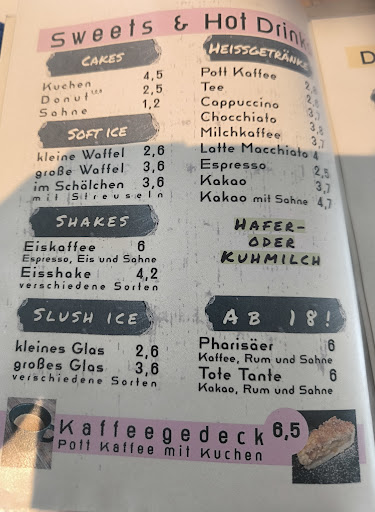 Sweets & Hot Drink
CAKES
Kuchen 4,5
Donut 2,5
Sahne 1,2
SOFT ICE
kleine Waffel 2,6
große Waffel 3,6
im Schälchen 3,6
mit Streuseln
SHAKES
Eiskaffee 6
Espresso, Eis und Sahne
Eisshake 4,2
verschiedene Sorten
SLUSH ICE
kleines Glas 2,6
großes Glas 3,6
verschiedene Sorten
HEISSGETRÄNKE
Pott Kaffee
Tee
Cappuccino
Chocchiato
Milchkaffee
Latte Macchiato 4
Espresso 2,5
Kakao 3,7
Kakao mit Sahne 4,7
HAFER-
ODER
KUHMILCH
AB 18!
Pharisäer 6
Kaffee, Rum und Sahne
Tote Tante 6
Kakao, Rum und Sahne
Kaffeegedeck 6,5
Pott Kaffee mit Kuchen
D